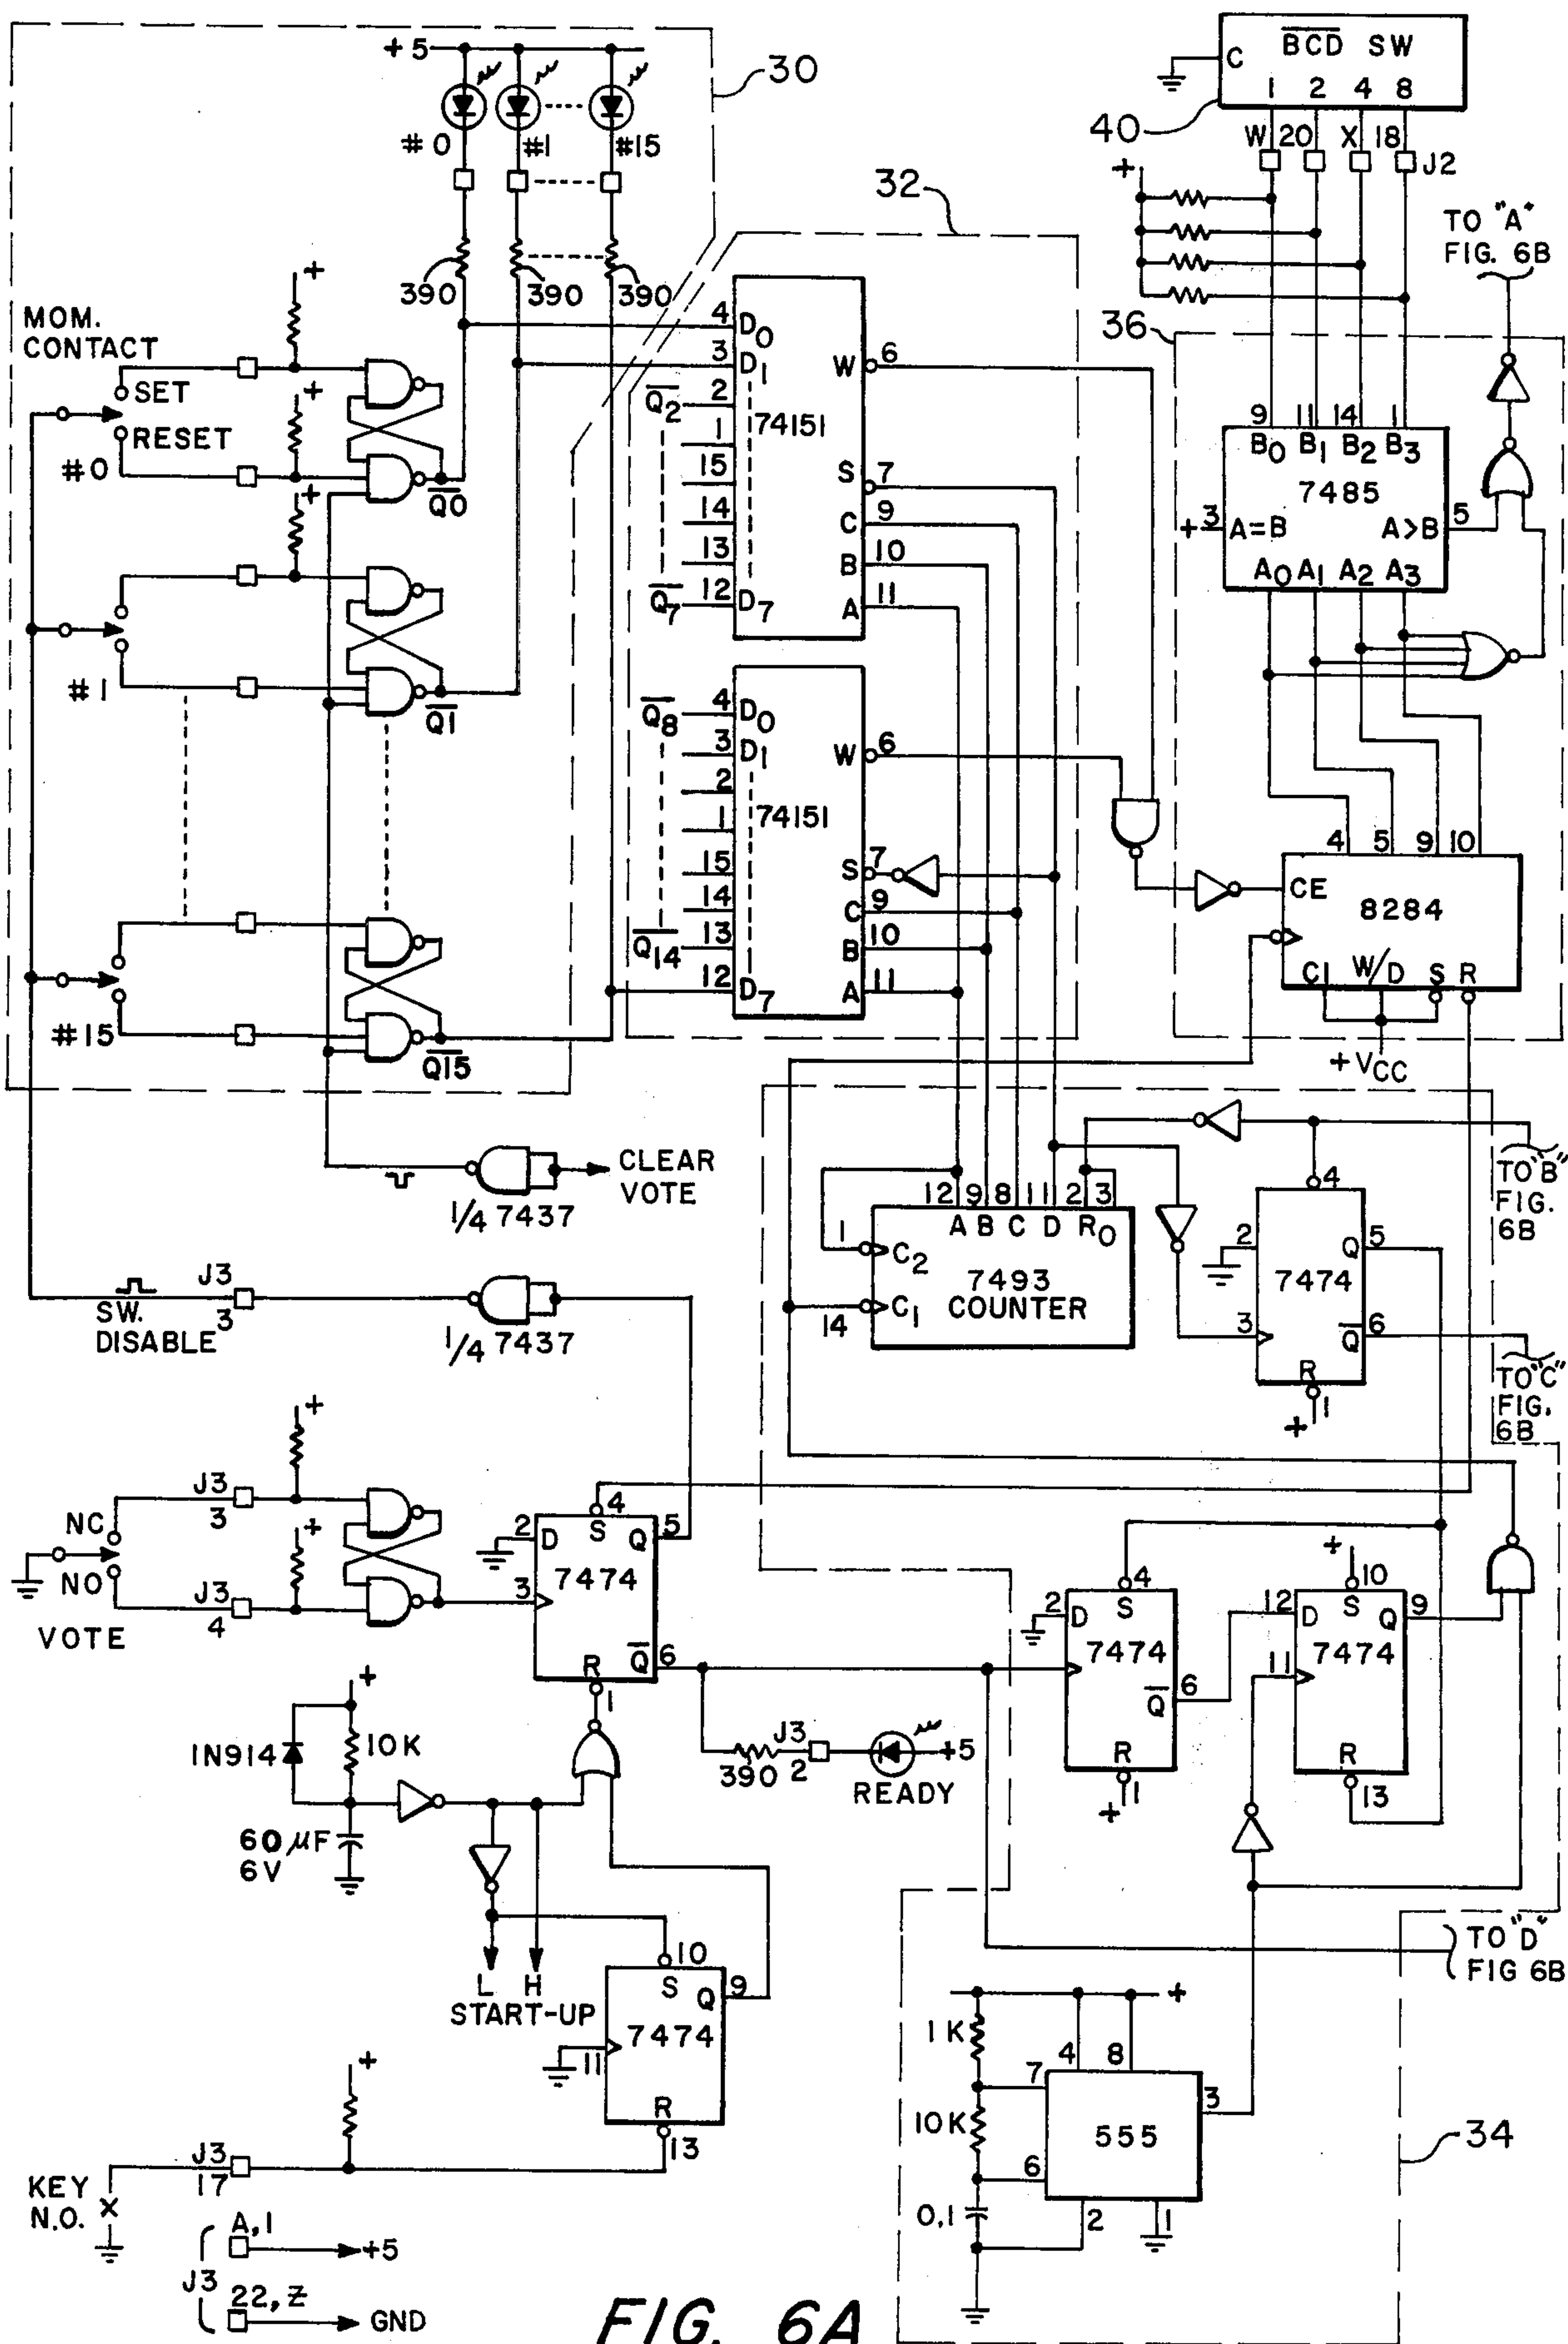 +5
30
#0
#1
#15
390
390
390
MOM.
CONTACT
SET
RESET
#0
+
+
+
Q0
#1
Q1
#15
Q15
32
4 D0
3 D1
Q2 2
1
15
14
13
Q7 12 D7
74151
W 6
S 7
C 9
B 10
A 11
Q8 4 D0
3 D1
2
1
15
14
Q14 13
12 D7
74151
W 6
S 7
C 9
B 10
A 11
BCD SW
C
1 2 4 8
40
W 20 X 18
J2
+
TO "A"
FIG. 6B
36
9 11 14 1
B0 B1 B2 B3
7485
+ 3 A=B
A>B 5
A0 A1 A2 A3
4 5 9 10
CE
8284
C1 W/D S R
+VCC
CLEAR
VOTE
1/4 7437
J3
3
SW.
DISABLE
1/4 7437
12 9 8 11 2 3
A B C D R0
1 C2
7493
COUNTER
14 C1
4
2
Q 5
7474
3
Q 6
R
1
+
TO "B"
FIG.
6B
TO "C"
FIG.
6B
+
J3
3
NC
+
NO
J3
4
VOTE
4
2 D S Q 5
7474
3
R Q 6
1
+
1N914
10K
60 µF
6V
390
J3
2
+5
READY
4
2 D S
7474
Q 6
R
1
+
+
10
12 D S Q 9
7474
11
R
13
L H
START-UP
10
S Q 9
7474
11
R
13
TO "D"
FIG 6B
+
1K
4 8
7
10K
555
3
6
0.1
2
1
34
+
J3
17
KEY
N.O.
A,1
+5
J3
22, Z
GND
FIG. 6A